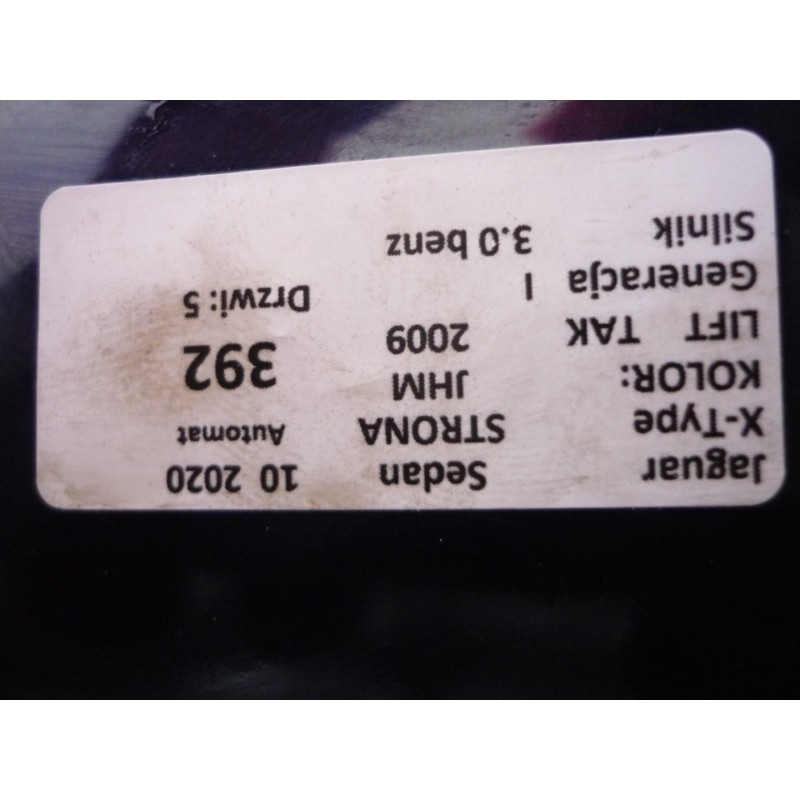 Jaguar Sedan 10 2020
X-Type STRONA Automat
KOLOR: JHM 392
LIFT TAK 2009
Generacja I Drzwi: 5
Silnik 3.0 benz